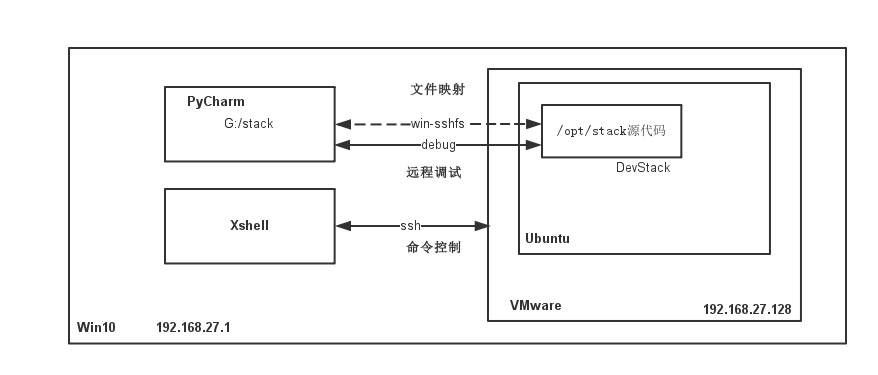 文件映射
PyCharm
G:/stack
win-sshfs
/opt/stack源代码
debug
远程调试
DevStack
Xshell
ssh
命令控制
Ubuntu
VMware
192.168.27.128
Win10
192.168.27.1